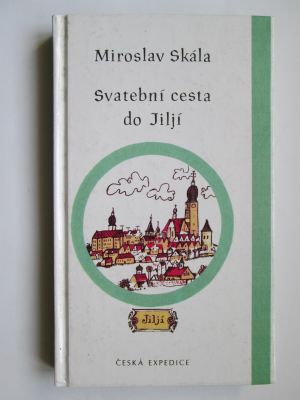 Miroslav Skála
Svatební cesta
do Jiljí
Jiljí
ČESKÁ EXPEDICE